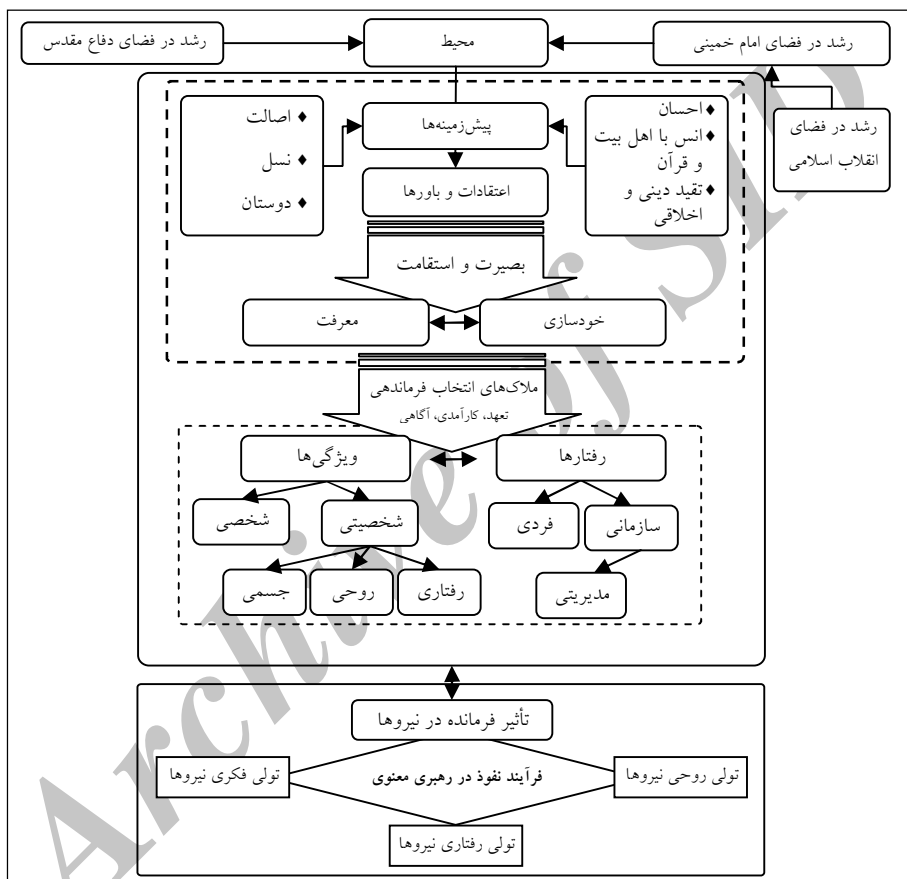 رشد در فضای امام خمینی
محیط
رشد در فضای دفاع مقدس
رشد در فضای
انقلاب اسلامی
♦ احسان
♦ انس با اهل بیت
و قرآن
♦ تقید دینی و
اخلاقی
پیش‌زمینه‌ها
♦ اصالت
♦ نسل
♦ دوستان
اعتقادات و باورها
بصیرت و استقامت
خودسازی
معرفت
ملاک‌های انتخاب فرماندهی
تعهد، کارآمدی، آگاهی
رفتارها
ویژگی‌ها
سازمانی
فردی
شخصیتی
شخصی
مدیریتی
رفتاری
روحی
جسمی
تأثیر فرمانده در نیروها
تولی روحی نیروها
فرآیند نفوذ در رهبری معنوی
تولی فکری نیروها
تولی رفتاری نیروها
Archive of SID